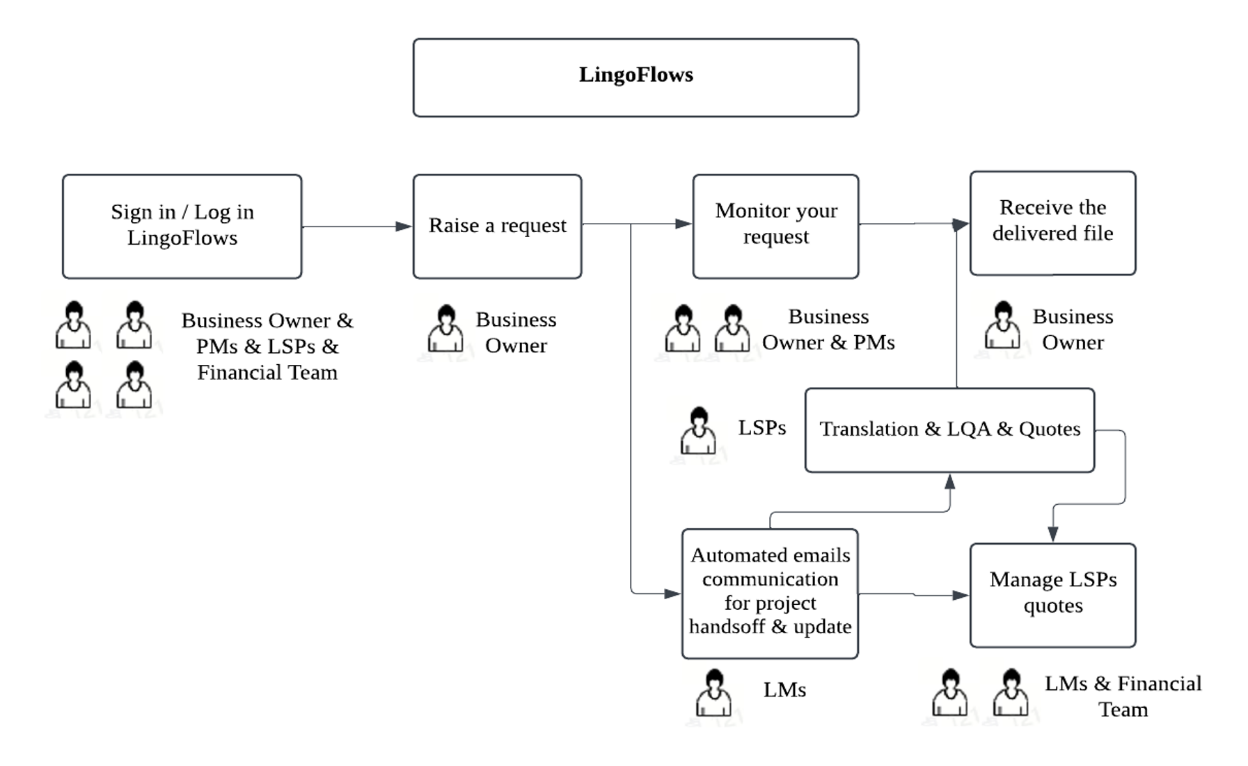 LingoFlows
Sign in / Log in
LingoFlows
Raise a request
Monitor your
request
Receive the
delivered file
Business Owner &
PMs & LSPs &
Financial Team
Business
Owner
Business
Owner & PMs
Business
Owner
LSPs
Translation & LQA & Quotes
Automated emails
communication
for project
handsoff & update
Manage LSPs
quotes
LMs
LMs & Financial
Team